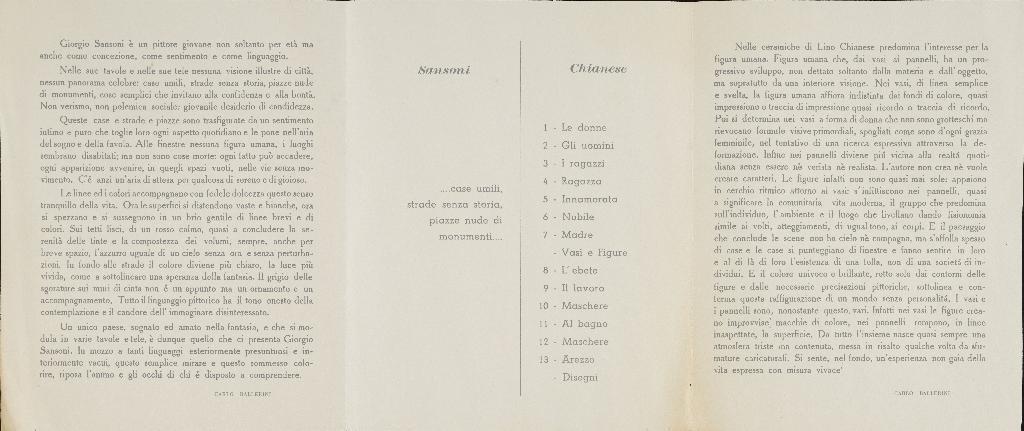 Giorgio Sansoni è un pittore giovane non soltanto per età ma
anche come concezione, come sentimento e come linguaggio.
Nelle sue tavole e nelle sue tele nessuna visione illustre di città,
nessun panorama celebre: case umili, strade senza storia, piazze nude
di monumenti, cose semplici che invitano alla confidenza e alla bontà.
Non verismo, non polemica sociale: giovanile desiderio di candidezza.
Queste case e strade e piazze sono trasfigurate da un sentimento
intimo e puro che toglie loro ogni aspetto quotidiano e le pone nell'aria
del sogno e della favola. Alle finestre nessuna figura umana, i luoghi
sembrano disabitati; ma non sono cose morte: ogni fatto può accadere,
ogni apparizione avvenire, in quegli spazi vuoti, nelle vie senza mo-
vimento. C'è anzi un'aria di attesa per qualcosa di sereno e di gioioso.
Le linee ed i colori accompagnano con fedele dolcezza questo senso
tranquillo della vita. Ora le superfici si distendono vaste e bianche, ora
si spezzano e si susseguono in un brio gentile di linee brevi e di
colori. Sui tetti lisci, di un rosso calmo, quasi a concludere la se-
renità delle tinte e la compostezza dei volumi, sempre, anche per
breve spazio, l'azzurro uguale di un cielo senza ora e senza perturba-
zioni. In fondo alle strade il colore diviene più chiaro, la luce più
vivida, come a sottolineare una speranza della fantasia. Il grigio delle
sgorature sui muri di cinta non è un appunto ma un ornamento e un
accompagnamento. Tutto il linguaggio pittorico ha il tono onesto della
contemplazione e il candore dell' immaginare disinteressato.
Un unico paese, sognato ed amato nella fantasia, e che si mo-
dula in varie tavole e tele, è dunque quello che ci presenta Giorgio
Sansoni. In mezzo a tanti linguaggi esteriormente presuntuosi e in-
teriormente vacui, questo semplice mirare e questo sommesso colo-
rire, riposa l'animo e gli occhi di chi è disposto a comprendere.
CARLO BALLERINI
Sansoni
....case umili,
strade senza storia,
piazze nude di
monumenti....
Chianese
1 - Le donne
2 - Gli uomini
3 - I ragazzi
4 - Ragazza
5 - Innamorata
6 - Nubile
7 - Madre
- Vasi e figure
8 - L'ebete
9 - Il lavoro
10 - Maschere
11 - Al bagno
12 - Maschere
13 - Arezzo
- Disegni
Nelle ceramiche di Lino Chianese predomina l'interesse per la
figura umana. Figura umana che, dai vasi ai pannelli, ha un pro-
gressivo sviluppo, non dettato soltanto dalla materia e dall'oggetto,
ma sopratutto da una interiore visione. Nei vasi, di linea semplice
e svelta, la figura umana affiora indistinta dai fondi di colore, quasi
impressione o traccia di impressione quasi ricordo o traccia di ricordo.
Pui si determina nei vasi a forma di donna che non sono grotteschi ma
rievocano formule visive primordiali, spogliati come sono d'ogni grazia
femminile, nel tentativo di una ricerca espressiva attraverso la de-
formazione. Infine nei pannelli diviene più vicina alla realtà quoti-
diana senza essere nè verista nè realista. L'autore non crea nè vuole
creare caratteri. Le figure infatti non sono quasi mai sole: appaiono
in cerchio ritmico attorno ai vasi: s'infittiscono nei pannelli, quasi
a significare la comunitaria vita moderna, il gruppo che predomina
sull'individuo, l'ambiente e il luogo che livellano dando fisionomia
simile ai volti, atteggiamenti, di ugual tono, ai corpi. E il paesaggio
che conclude le scene non ha cielo nè campagna, ma s'affolla spesso
di case e le case si punteggiano di finestre e fanno sentire in loro
e al di là di loro l'esistenza di una folla, non di una società di in-
dividui. E il colore univoco e brillante, rotto solo dai contorni delle
figure e dalle necessarie precisazioni pittoriche, sottolinea e con-
ferma questa raffigurazione di un mondo senza personalità. I vasi e
i pannelli sono, nonostante questo, vari. Infatti nei vasi le figure crea-
no improvvise macchie di colore, nei pannelli rompono, in linee
inaspettate, la superficie. Da tutto l'insieme nasce quasi sempre una
atmosfera triste ma contenuta, messa in risalto qualche volta da sfu-
mature caricaturali. Si sente, nel fondo, un'esperienza non gaia della
vita espressa con misura vivace'
CARLO BALLERINI